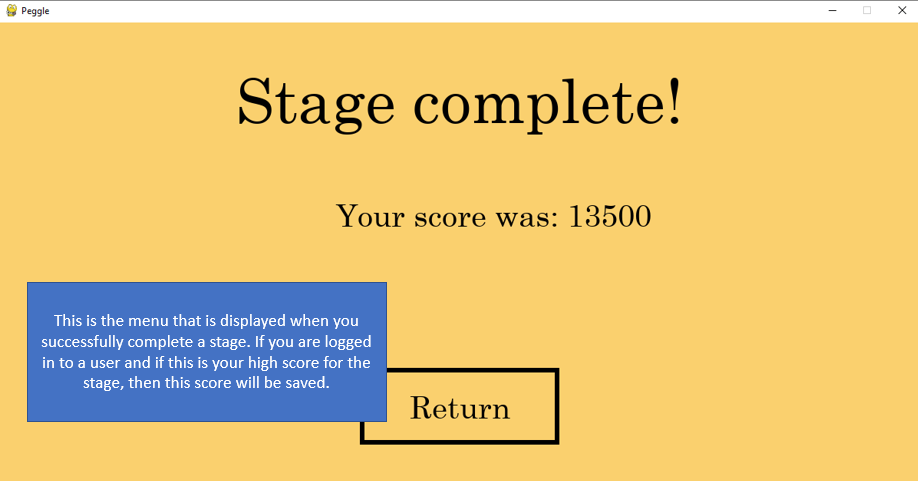 Peggle
Stage complete!
Your score was: 13500
This is the menu that is displayed when you
successfully complete a stage. If you are logged
in to a user and if this is your high score for the
stage, then this score will be saved.
Return